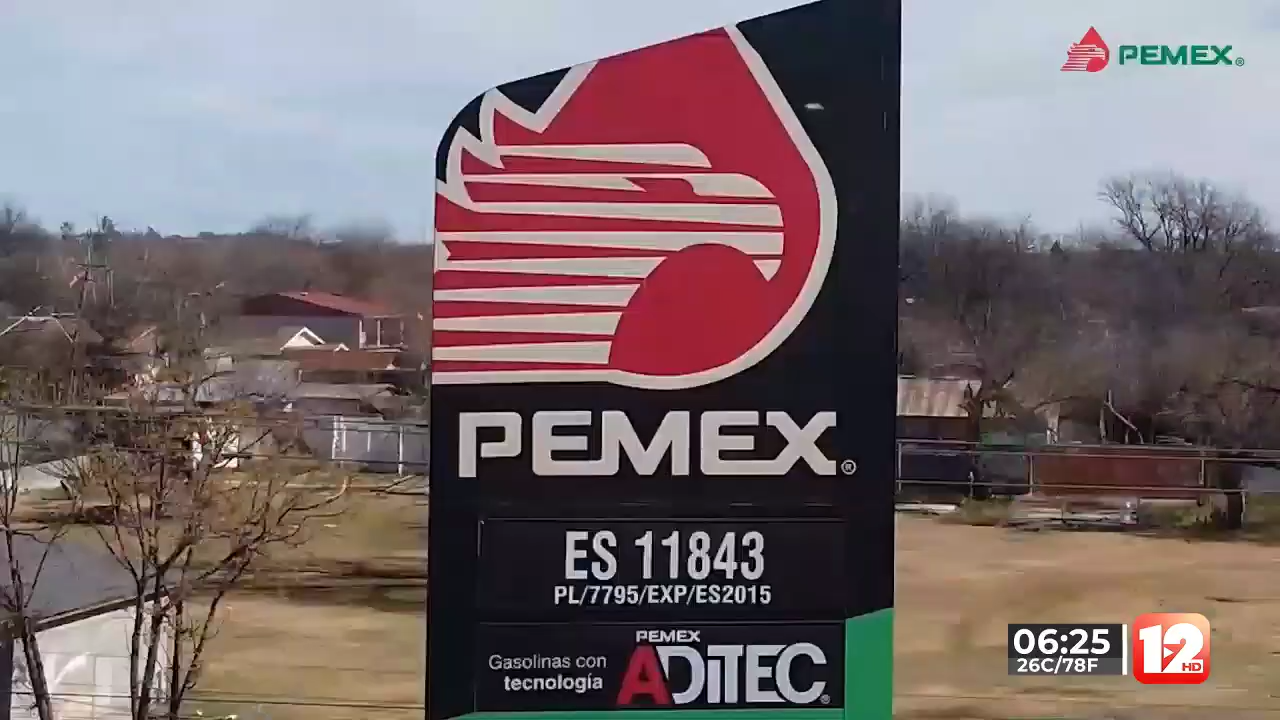 PEMEX®
PEMEX®
ES 11843
PL/7795/EXP/ES2015
PEMEX
Gasolinas con
tecnología
ADITEC®
06:25
26C/78F
12
HD